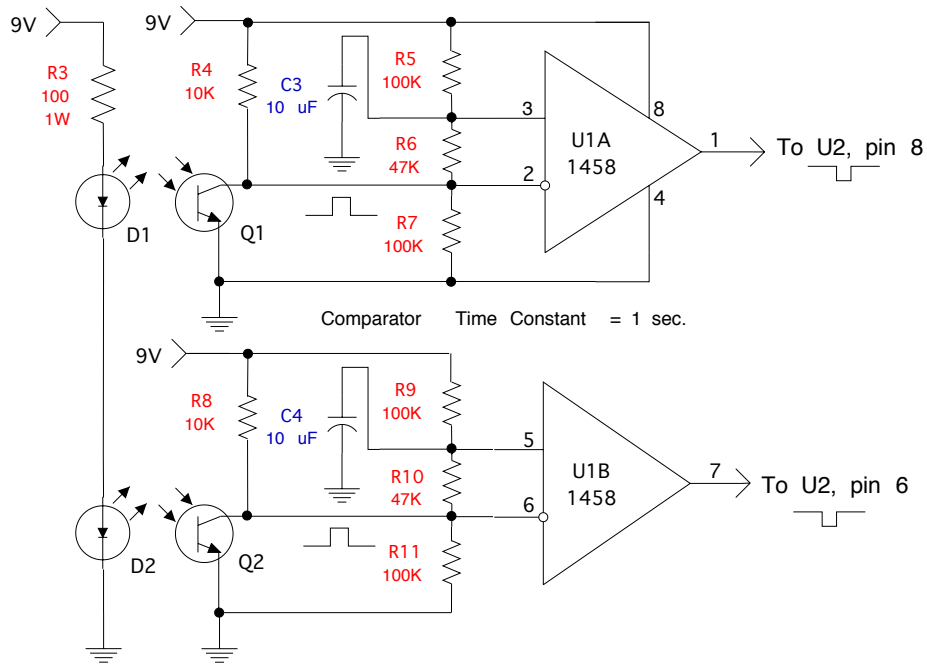 9V
9V
R3
100
1W
R4
10K
C3
10 uF
R5
100K
3
8
U1A
1458
1
To U2, pin 8
R6
47K
2
4
D1
Q1
R7
100K
Comparator Time Constant = 1 sec.
9V
R8
10K
C4
10 uF
R9
100K
5
U1B
1458
7
To U2, pin 6
R10
47K
6
D2
Q2
R11
100K